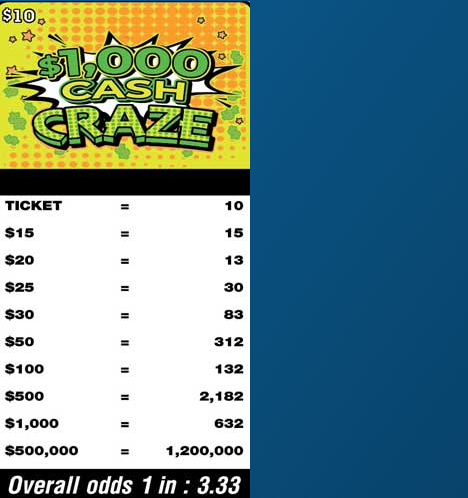 $10
$1,000
CASH
CRAZE
TICKET = 10
$15 = 15
$20 = 13
$25 = 30
$30 = 83
$50 = 312
$100 = 132
$500 = 2,182
$1,000 = 632
$500,000 = 1,200,000
Overall odds 1 in : 3.33